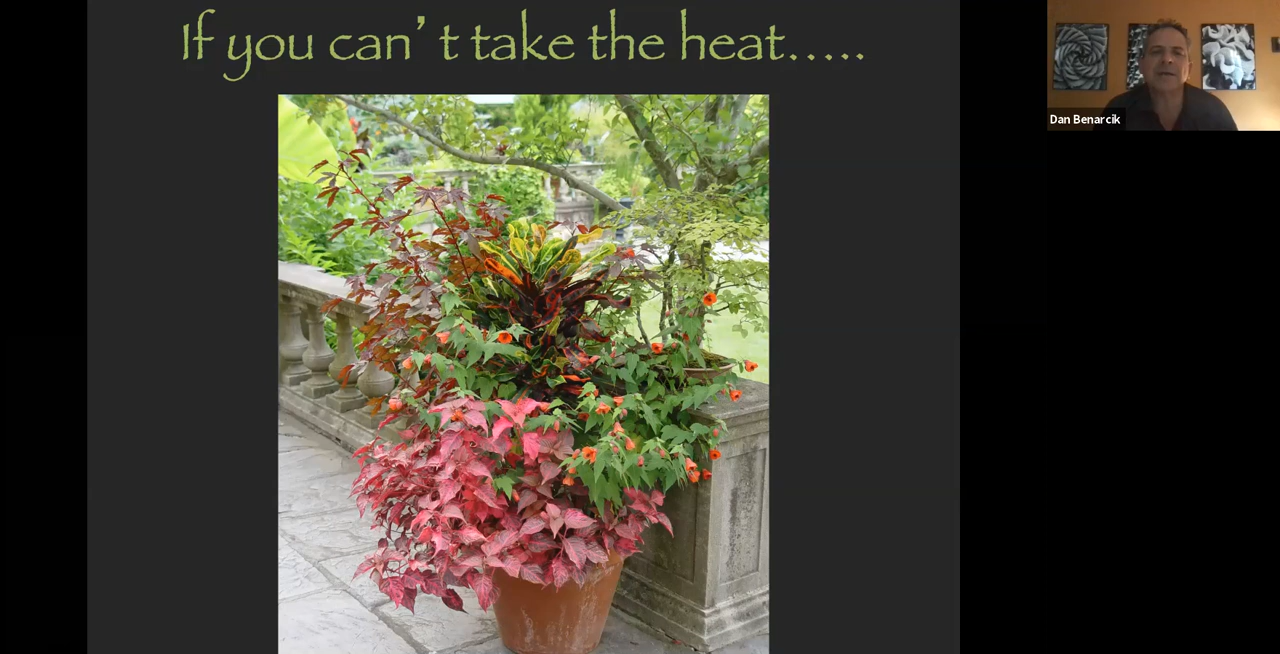 If you can’ t take the heat…..
Dan Benarcik